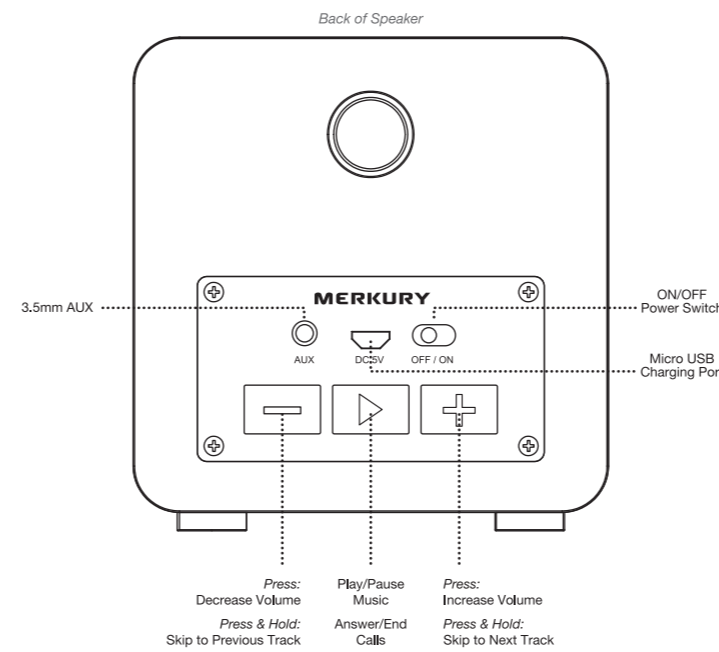 Back of Speaker
MERKURY
3.5mm AUX
ON/OFF
Power Switch
AUX
DC 5V
OFF / ON
Micro USB
Charging Por
Press:
Decrease Volume
Press & Hold:
Skip to Previous Track
Play/Pause
Music
Answer/End
Calls
Press:
Increase Volume
Press & Hold:
Skip to Next Track